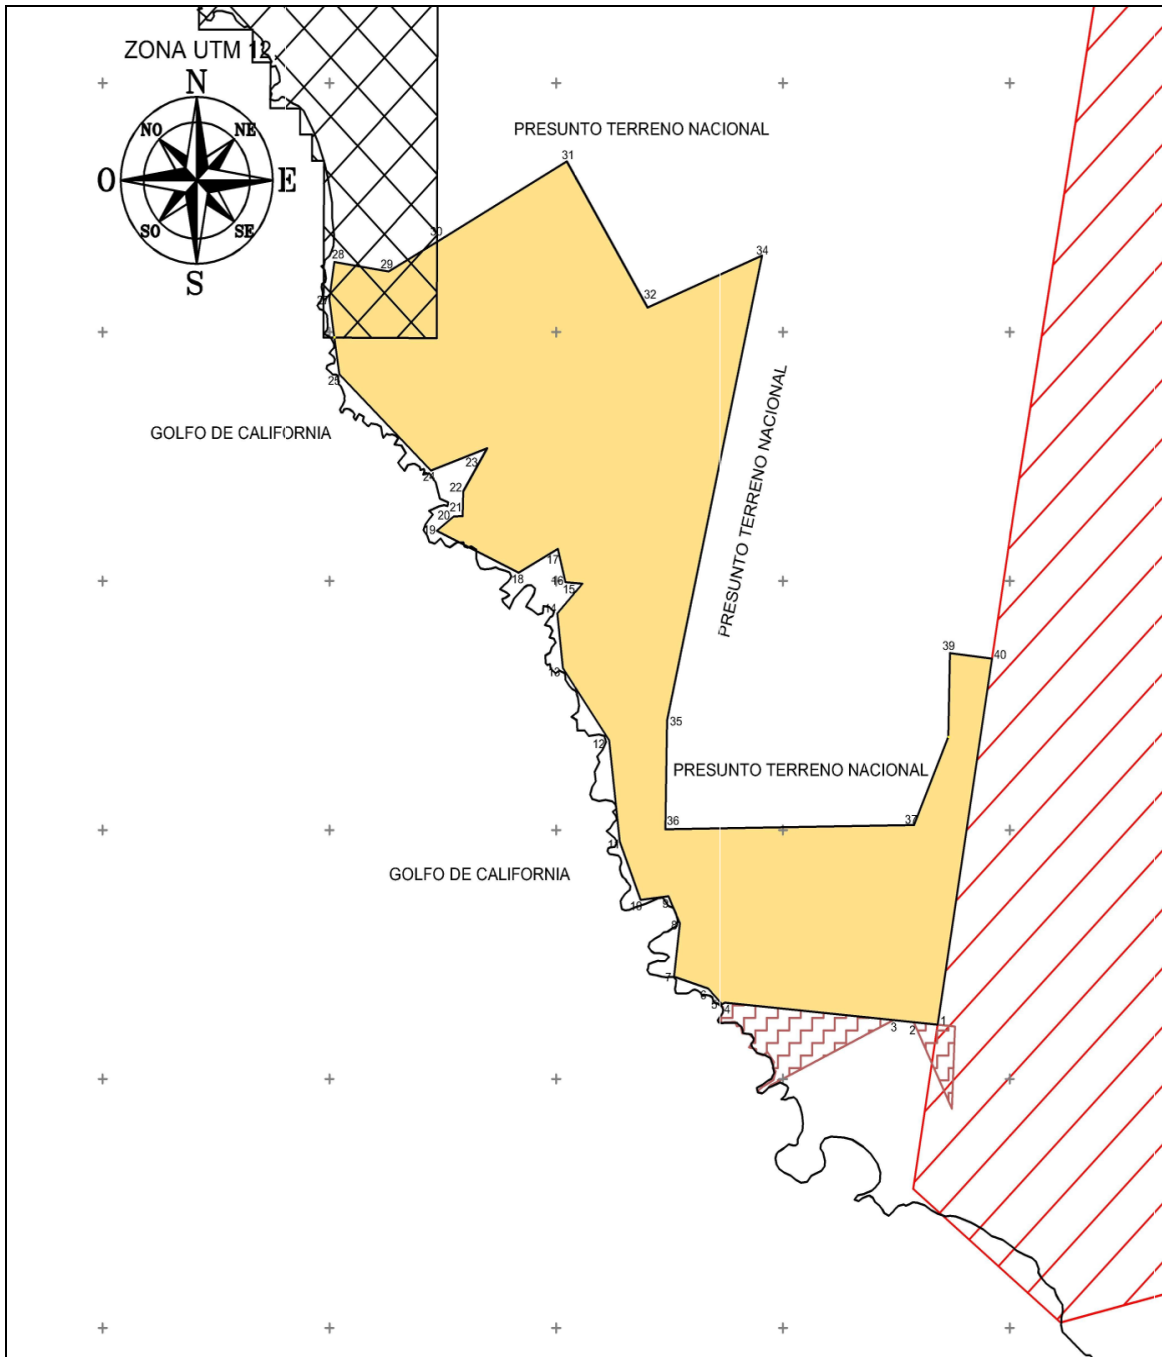 ZONA UTM 12
N
NO
NE
O
E
SO
SE
S
PRESUNTO TERRENO NACIONAL
31
30
28
29
34
27
32
25
GOLFO DE CALIFORNIA
PRESUNTO TERRENO NACIONAL
23
24
22
21
20
19
17
18
16
15
14
13
39
40
35
12
PRESUNTO TERRENO NACIONAL
36
37
11
GOLFO DE CALIFORNIA
10
9
8
7
6
5
4
3
2
1